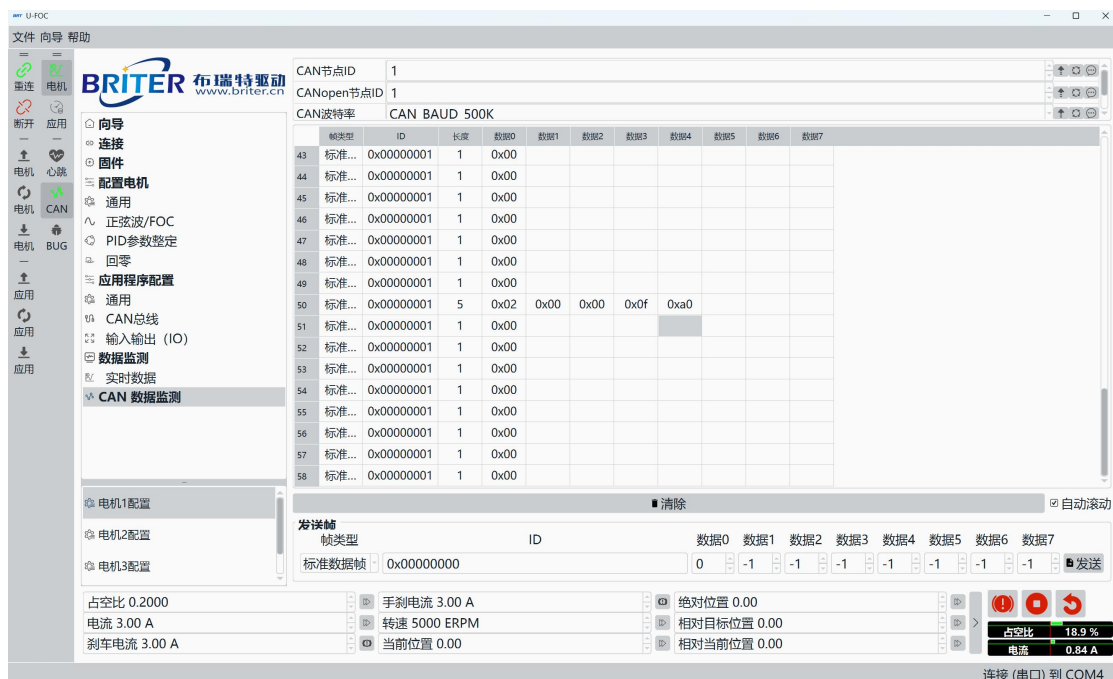 BRIT U-FOC
文件 向导 帮助
重连 电机
断开 应用
电机 心跳
电机 CAN
电机 BUG
应用
应用
应用
BRITER 布瑞特驱动
www.briter.cn
向导
连接
固件
配置电机
通用
正弦波/FOC
PID参数整定
回零
应用程序配置
通用
CAN总线
输入输出（IO）
数据监测
实时数据
CAN 数据监测
电机1配置
电机2配置
电机3配置
CAN节点ID 1
CANopen节点ID 1
CAN波特率 CAN BAUD 500K
帧类型 ID 长度 数据0 数据1 数据2 数据3 数据4 数据5 数据6 数据7
43 标准... 0x00000001 1 0x00
44 标准... 0x00000001 1 0x00
45 标准... 0x00000001 1 0x00
46 标准... 0x00000001 1 0x00
47 标准... 0x00000001 1 0x00
48 标准... 0x00000001 1 0x00
49 标准... 0x00000001 1 0x00
50 标准... 0x00000001 5 0x02 0x00 0x00 0x0f 0xa0
51 标准... 0x00000001 1 0x00
52 标准... 0x00000001 1 0x00
53 标准... 0x00000001 1 0x00
54 标准... 0x00000001 1 0x00
55 标准... 0x00000001 1 0x00
56 标准... 0x00000001 1 0x00
57 标准... 0x00000001 1 0x00
58 标准... 0x00000001 1 0x00
清除 自动滚动
发送帧
帧类型 ID 数据0 数据1 数据2 数据3 数据4 数据5 数据6 数据7
标准数据帧 0x00000000 0 -1 -1 -1 -1 -1 -1 -1 发送
占空比 0.2000 手刹电流 3.00 A 绝对位置 0.00
电流 3.00 A 转速 5000 ERPM 相对目标位置 0.00
刹车电流 3.00 A 当前位置 0.00 相对当前位置 0.00
占空比 18.9 %
电流 0.84 A
连接 (串口) 到 COM4